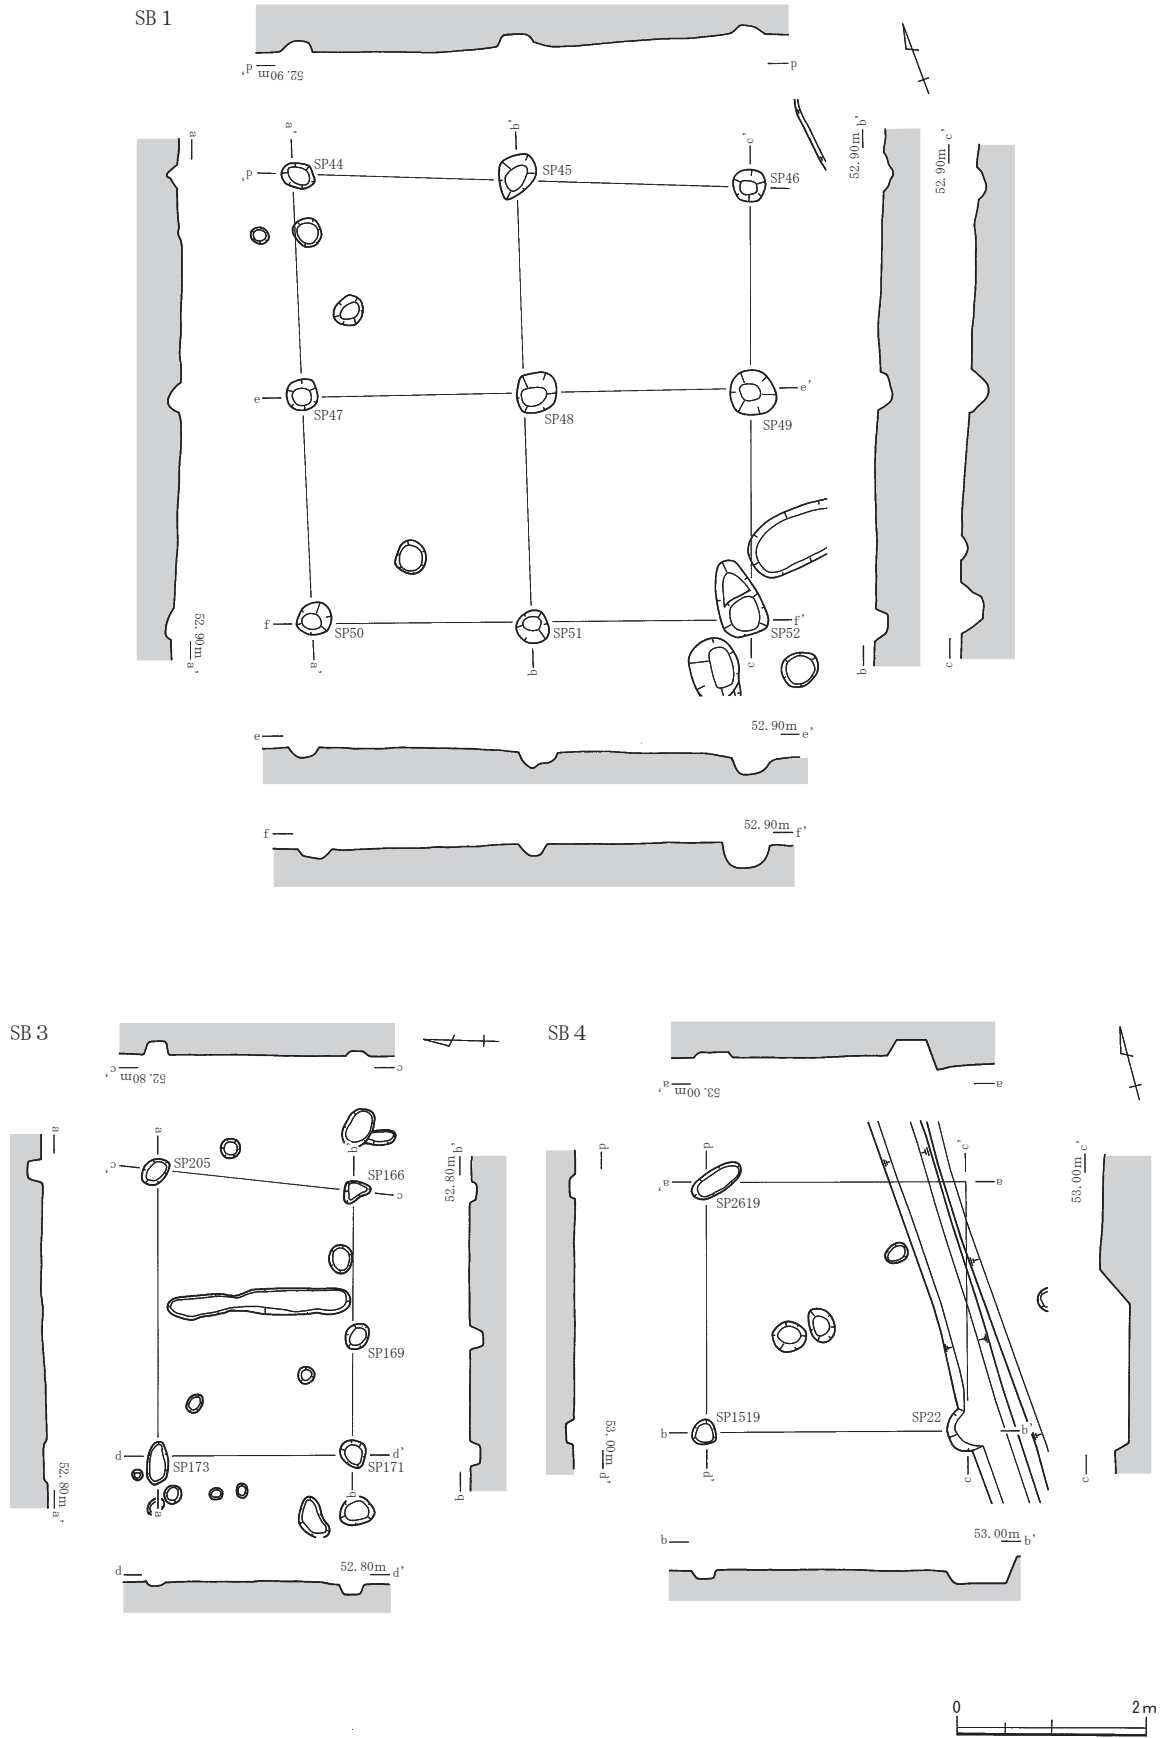 SB 1
d' 52.90m d
a
a'
b'
c'
52.90m b'
52.90m c'
d'
SP44
SP45
SP46
e
SP47
SP48
SP49
e'
f
SP50
SP51
SP52
f'
52.90m a'
a'
b
c
b
c
e 52.90m e'
f 52.90m f'
SB 3
c' 52.80m c
a
a
b'
52.80m b'
c'
SP205
SP166
c
SP169
d
SP173
SP171
d'
52.80m a'
a
b
b
d 52.80m d'
SB 4
a' 53.00m a
d
d
c'
53.00m c'
a'
SP2619
a
b
SP1519
SP22
b'
53.00m d'
d'
c
c
b 53.00m b'
0 2m